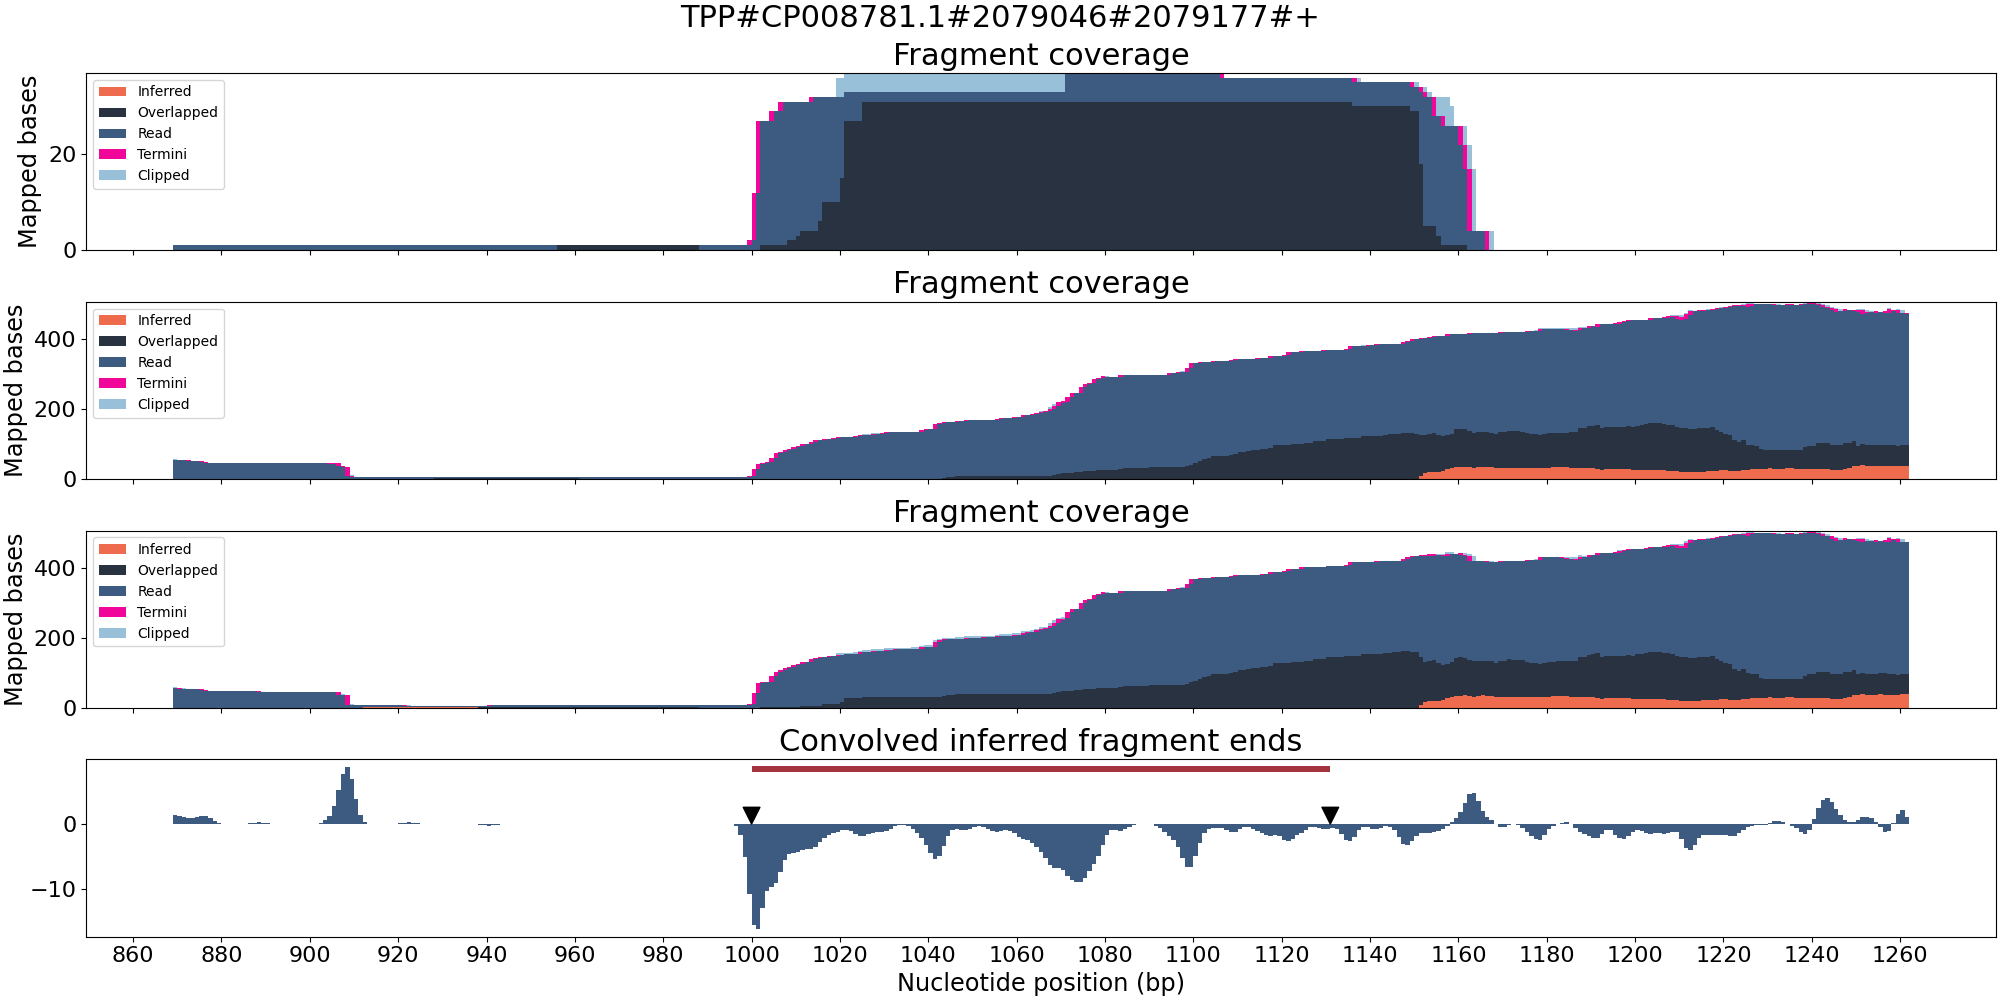 TPP#CP008781.1#2079046#2079177#+
Fragment coverage
Mapped bases
20
0
Inferred
Overlapped
Read
Termini
Clipped
Fragment coverage
Mapped bases
400
200
0
Inferred
Overlapped
Read
Termini
Clipped
Fragment coverage
Mapped bases
400
200
0
Inferred
Overlapped
Read
Termini
Clipped
Convolved inferred fragment ends
0
−10
860 880 900 920 940 960 980 1000 1020 1040 1060 1080 1100 1120 1140 1160 1180 1200 1220 1240 1260
Nucleotide position (bp)